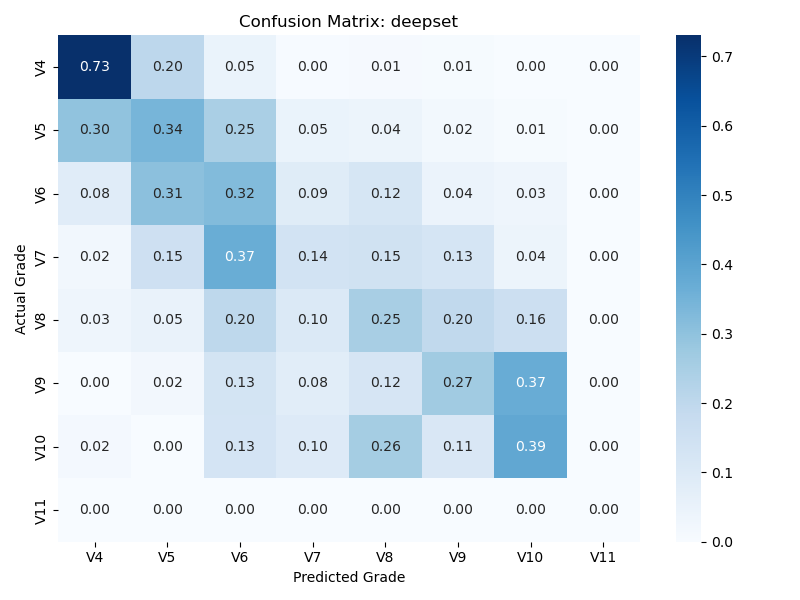 Confusion Matrix: deepset
V4 0.73 0.20 0.05 0.00 0.01 0.01 0.00 0.00
V5 0.30 0.34 0.25 0.05 0.04 0.02 0.01 0.00
V6 0.08 0.31 0.32 0.09 0.12 0.04 0.03 0.00
V7 0.02 0.15 0.37 0.14 0.15 0.13 0.04 0.00
V8 0.03 0.05 0.20 0.10 0.25 0.20 0.16 0.00
V9 0.00 0.02 0.13 0.08 0.12 0.27 0.37 0.00
V10 0.02 0.00 0.13 0.10 0.26 0.11 0.39 0.00
V11 0.00 0.00 0.00 0.00 0.00 0.00 0.00 0.00
V4 V5 V6 V7 V8 V9 V10 V11
Predicted Grade
Actual Grade
0.7
0.6
0.5
0.4
0.3
0.2
0.1
0.0